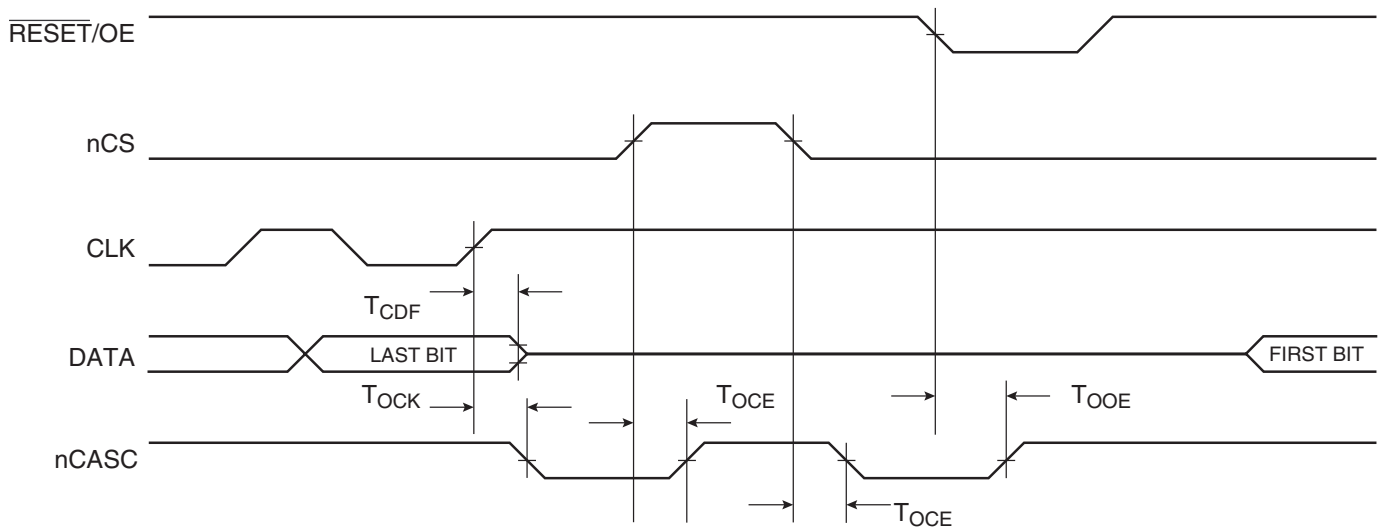 RESET/OE
nCS
CLK
TCDF
DATA
LAST BIT
FIRST BIT
TOCK
TOCE
TOOE
nCASC
TOCE